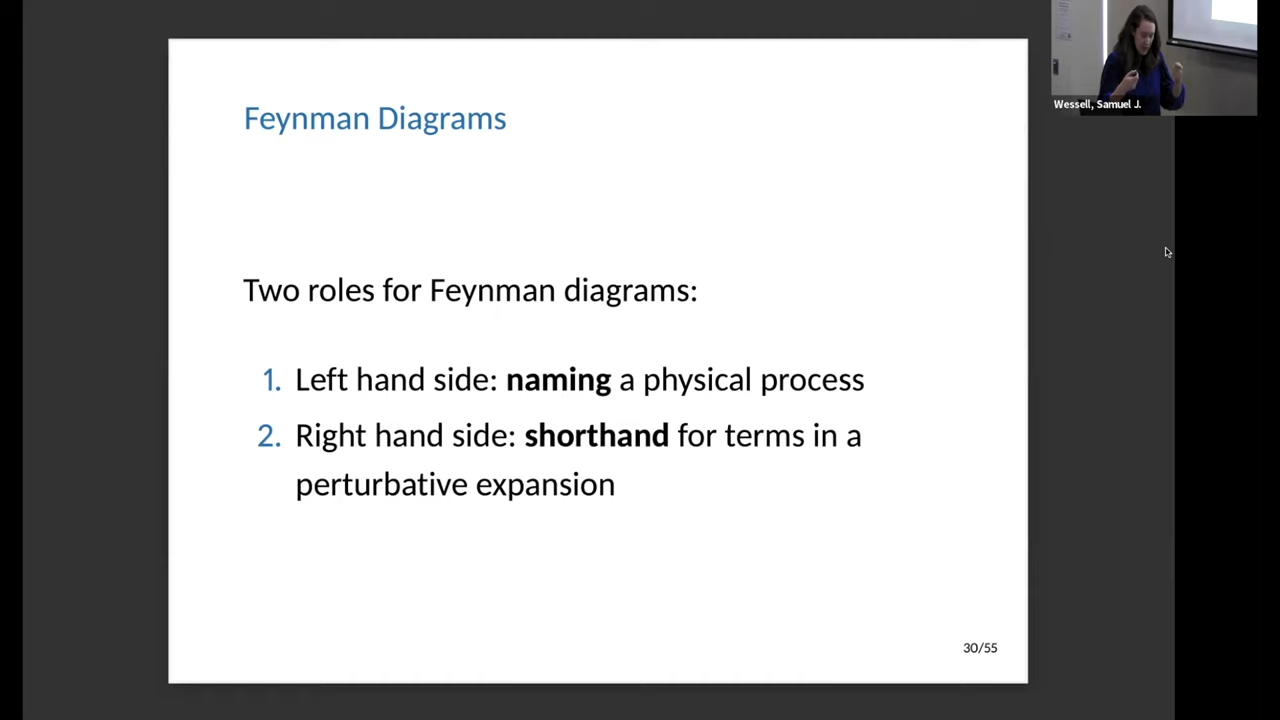 Feynman Diagrams
Two roles for Feynman diagrams:
1. Left hand side: naming a physical process
2. Right hand side: shorthand for terms in a
perturbative expansion
30/55
Wessell, Samuel J.